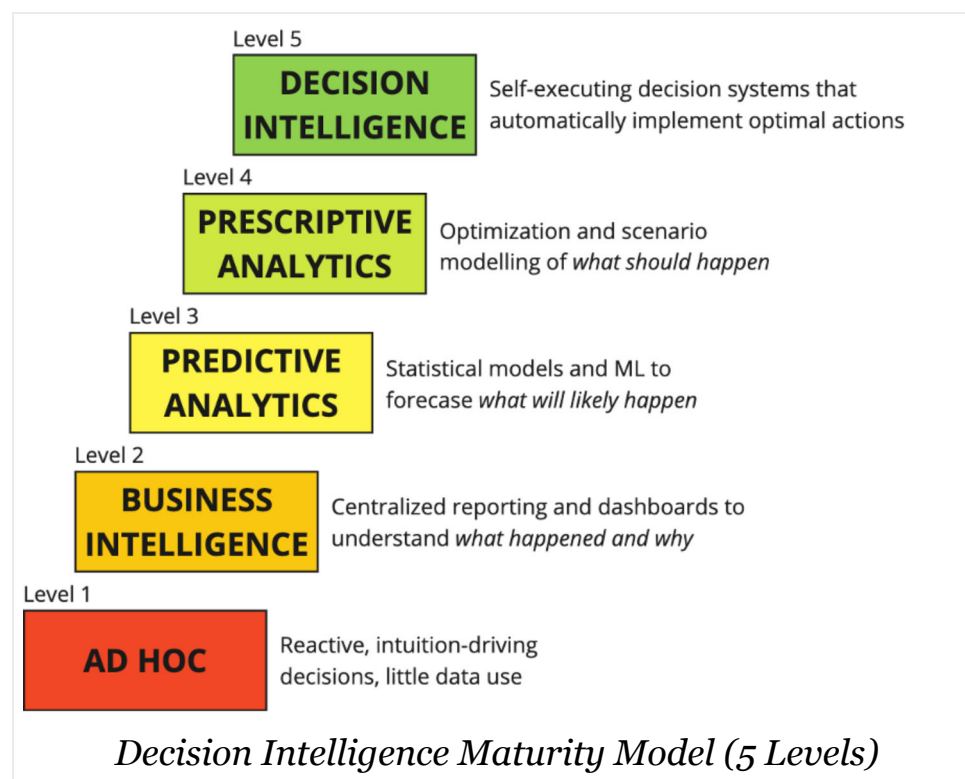 Level 5
DECISION
INTELLIGENCE
Self-executing decision systems that
automatically implement optimal actions
Level 4
PRESCRIPTIVE
ANALYTICS
Optimization and scenario
modelling of what should happen
Level 3
PREDICTIVE
ANALYTICS
Statistical models and ML to
forecase what will likely happen
Level 2
BUSINESS
INTELLIGENCE
Centralized reporting and dashboards to
understand what happened and why
Level 1
AD HOC
Reactive, intuition-driving
decisions, little data use
Decision Intelligence Maturity Model (5 Levels)